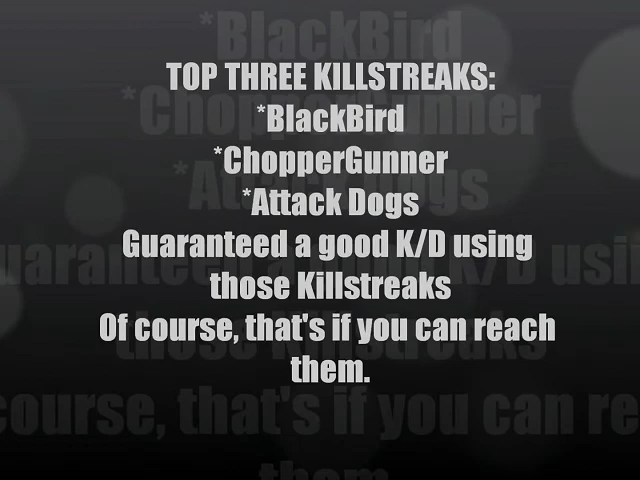 TOP THREE KILLSTREAKS:
*BlackBird
*ChopperGunner
*Attack Dogs
Guaranteed a good K/D using
those Killstreaks
Of course, that's if you can reach
them.